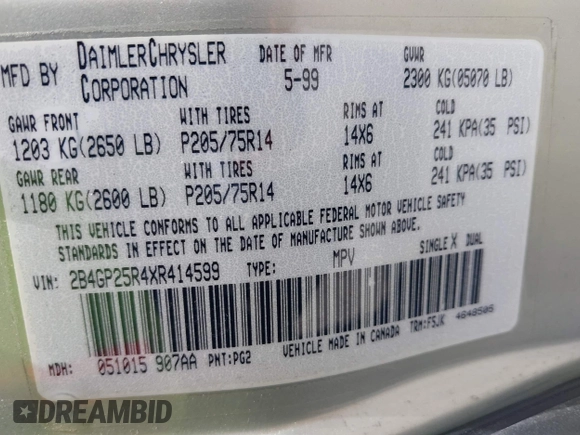 MFD BY DAIMLERCHRYSLER CORPORATION DATE OF MFR 5-99 GVWR 2300 KG(05070 LB)
GAWR FRONT WITH TIRES RIMS AT COLD
1203 KG(2650 LB) P205/75R14 14X6 241 KPA(35 PSI)
GAWR REAR WITH TIRES RIMS AT COLD
1180 KG(2600 LB) P205/75R14 14X6 241 KPA(35 PSI)
THIS VEHICLE CONFORMS TO ALL APPLICABLE FEDERAL MOTOR VEHICLE SAFETY
STANDARDS IN EFFECT ON THE DATE OF MANUFACTURE SHOWN ABOVE.
VIN: 2B4GP25R4XR414599 TYPE: MPV SINGLE X DUAL
MDH: 051015 907AA PNT:PG2 VEHICLE MADE IN CANADA TRM:FSJK 4648505
DREAMBID